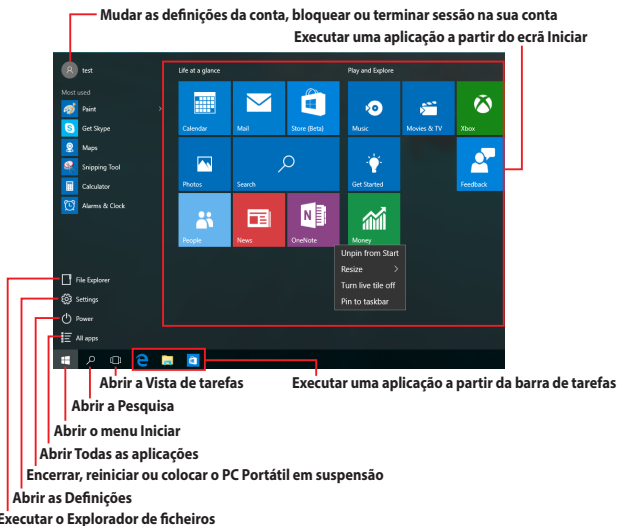 Mudar as definições da conta, bloquear ou terminar sessão na sua conta
Executar uma aplicação a partir do ecrã Iniciar
test
Most used
Paint
Get Skype
Maps
Snipping Tool
Calculator
Alarms & Clock
File Explorer
Settings
Power
All apps
Life at a glance
Play and Explore
Calendar
Mail
Store (Beta)
Music
Movies & TV
Xbox
Photos
Search
Get Started
Feedback
People
News
OneNote
Money
Unpin from Start
Resize
Turn live tile off
Pin to taskbar
Abrir a Vista de tarefas
Executar uma aplicação a partir da barra de tarefas
Abrir a Pesquisa
Abrir o menu Iniciar
Abrir Todas as aplicações
Encerrar, reiniciar ou colocar o PC Portátil em suspensão
Abrir as Definições
Executar o Explorador de ficheiros